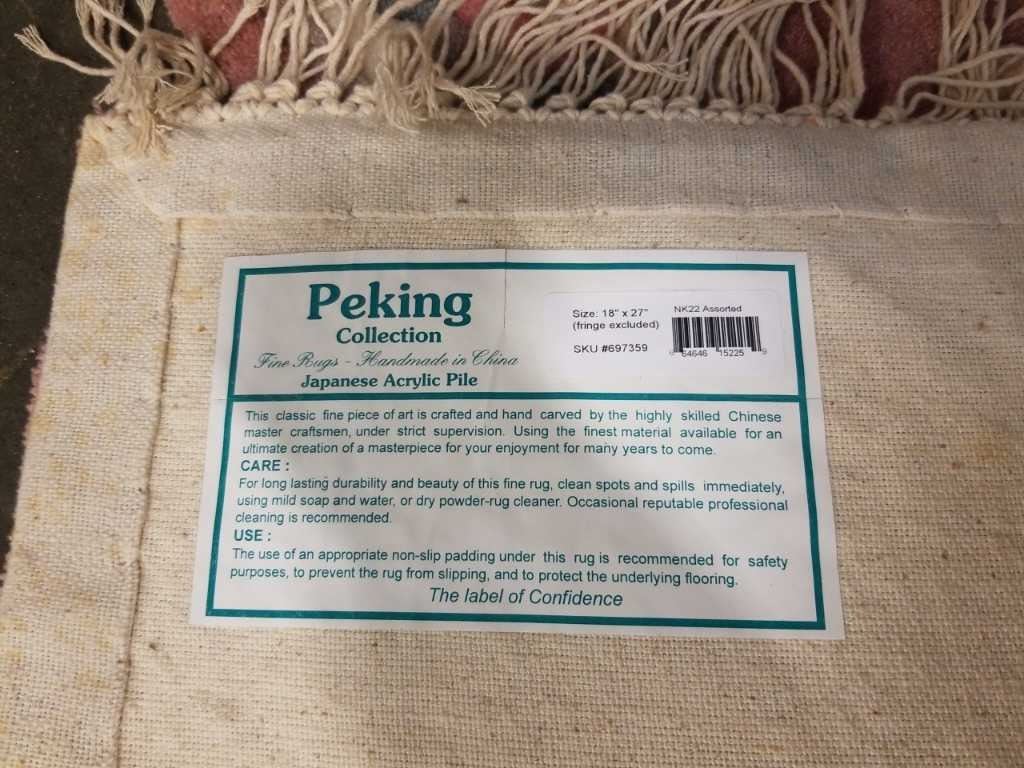 Peking
Collection
Fine Rugs - Handmade in China
Japanese Acrylic Pile
Size: 18" x 27"
(fringe excluded)
SKU #697359
NK22 Assorted
54646 15225 9
This classic fine piece of art is crafted and hand carved by the highly skilled Chinese
master craftsmen, under strict supervision. Using the finest material available for an
ultimate creation of a masterpiece for your enjoyment for many years to come.
CARE :
For long lasting durability and beauty of this fine rug, clean spots and spills immediately,
using mild soap and water, or dry powder-rug cleaner. Occasional reputable professional
cleaning is recommended.
USE :
The use of an appropriate non-slip padding under this rug is recommended for safety
purposes, to prevent the rug from slipping, and to protect the underlying flooring.
The label of Confidence